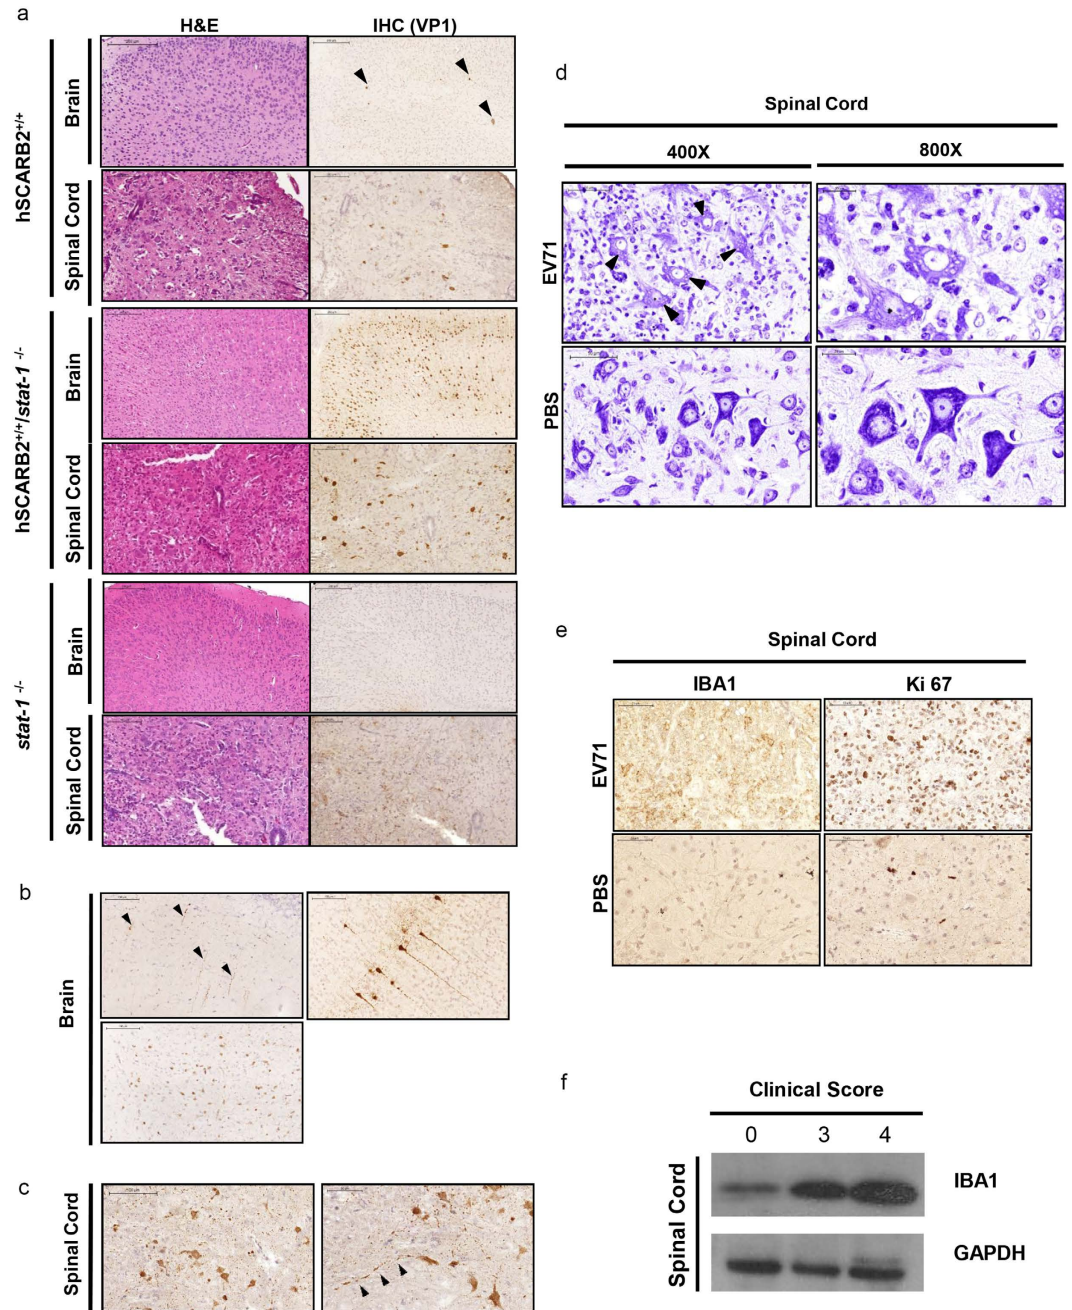 a
H&E
IHC (VP1)
hSCARB2+/+
Brain
Spinal Cord
hSCARB2+/+/stat-1 -/-
Brain
Spinal Cord
stat-1 -/-
Brain
Spinal Cord
b
Brain
c
Spinal Cord
d
Spinal Cord
400X
800X
EV71
PBS
e
Spinal Cord
IBA1
Ki 67
EV71
PBS
f
Clinical Score
0 3 4
Spinal Cord
IBA1
GAPDH